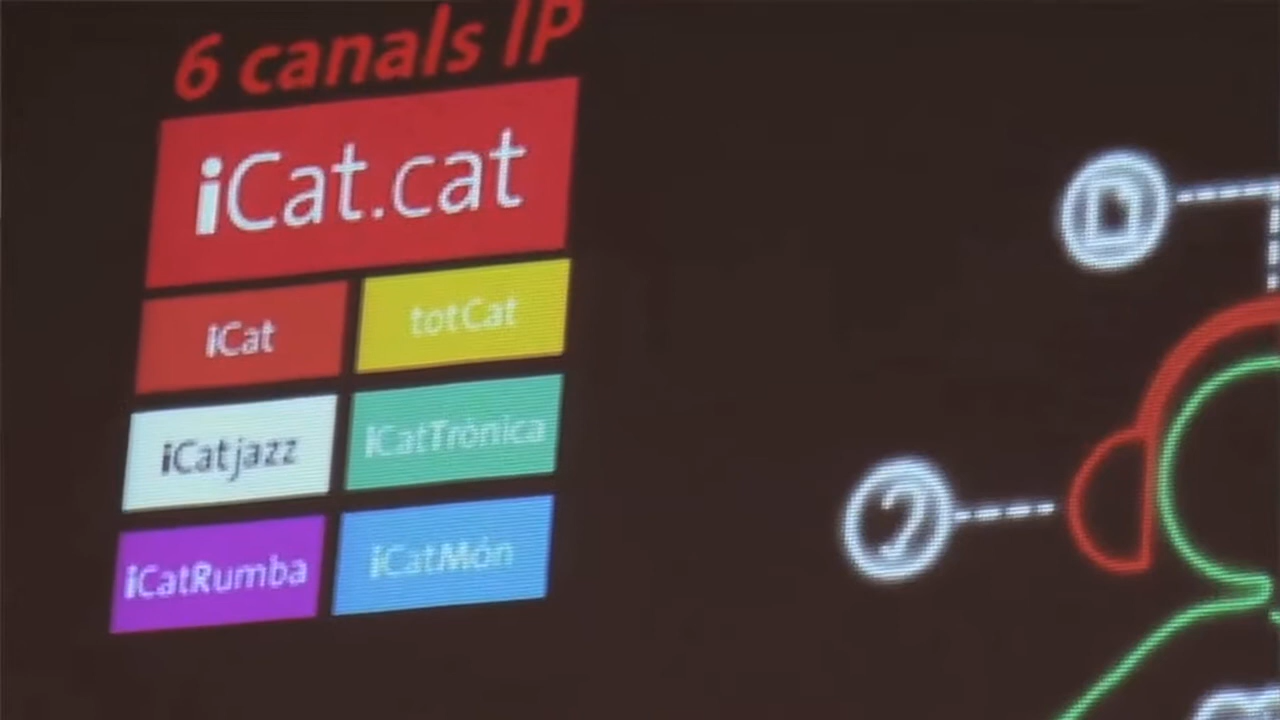 6 canals IP
iCat.cat
iCat
totCat
iCatjazz
iCatTrònica
iCatRumba
iCatMón